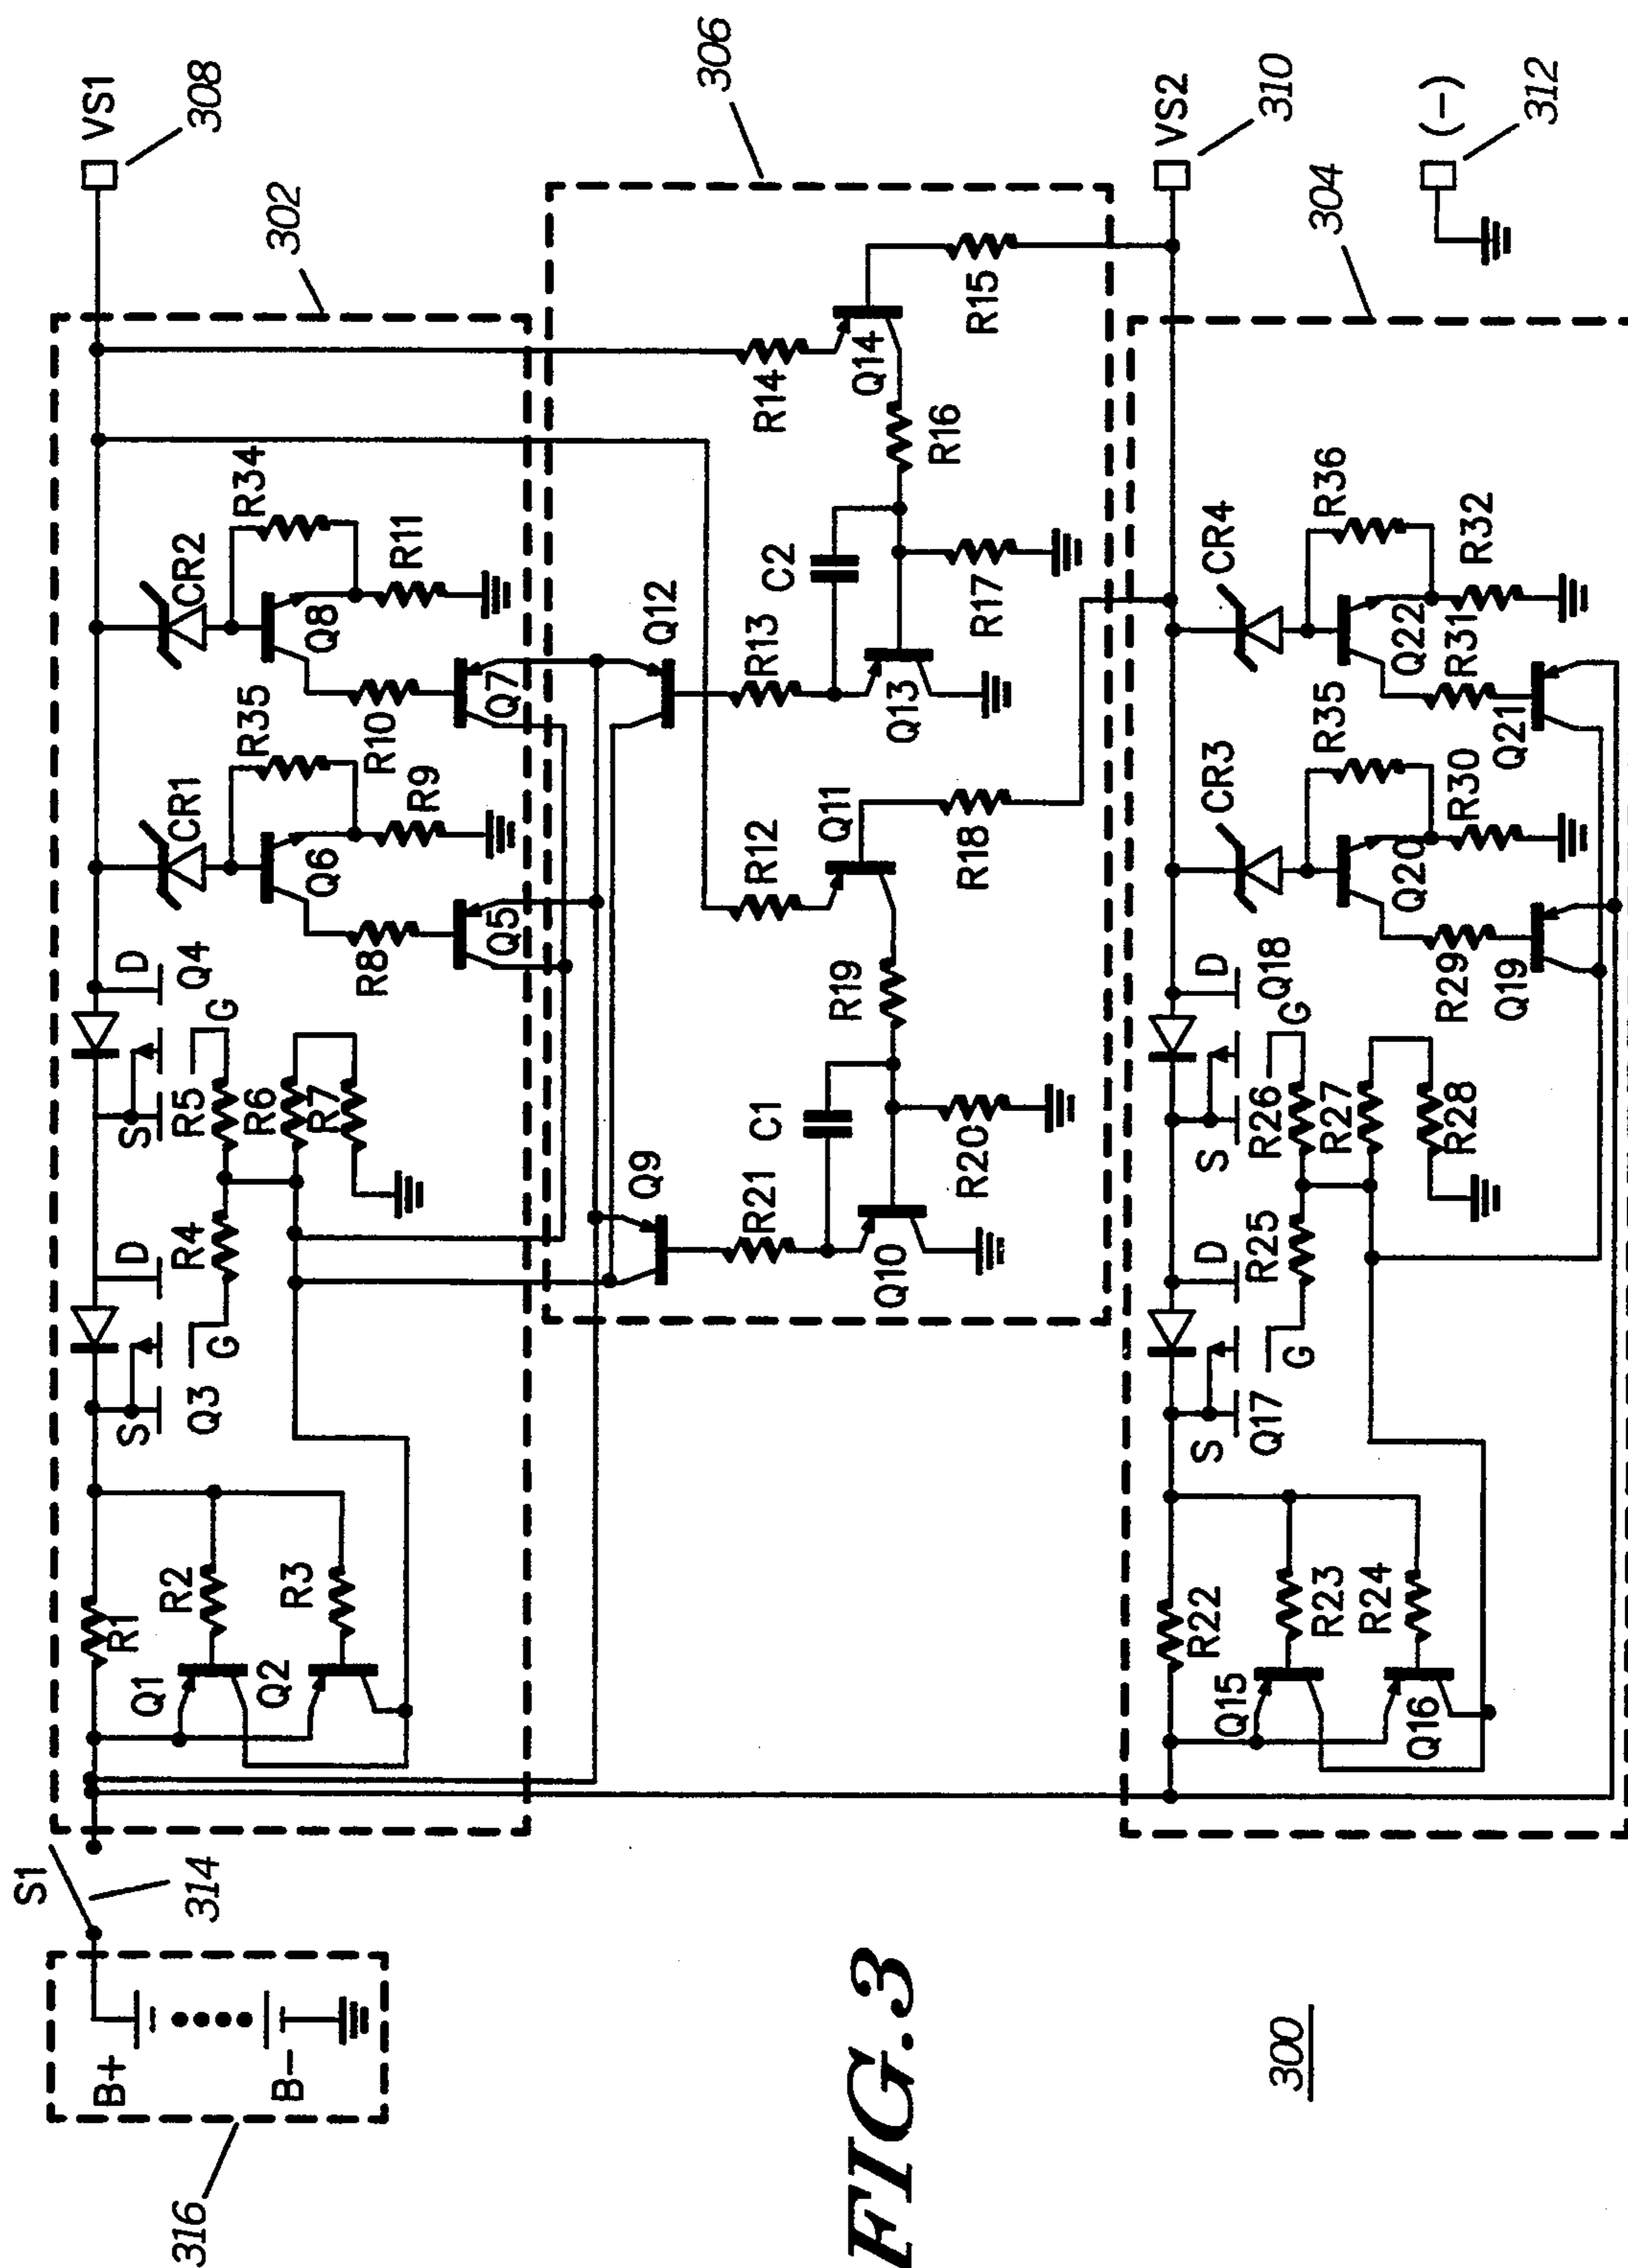 316
B+
B-
S1
314
302
308
VS1
R1
Q1
R2
Q2
R3
S
D
G
Q3
R4
S
D
G
Q4
R5
R6
R7
CR1
R35
Q6
R9
R8
Q5
CR2
R34
Q8
R11
R10
Q7
306
Q9
R21
C1
Q10
R20
R19
R12
Q11
R18
Q12
R13
C2
Q13
R17
R16
R14
Q14
R15
VS2
310
304
(-)
312
R22
Q15
R23
R24
Q16
S
D
G
Q17
R25
S
D
G
Q18
R26
R27
R28
CR3
R35
Q20
R30
R29
Q19
CR4
R36
Q22
R32
R31
Q21
FIG.3
300